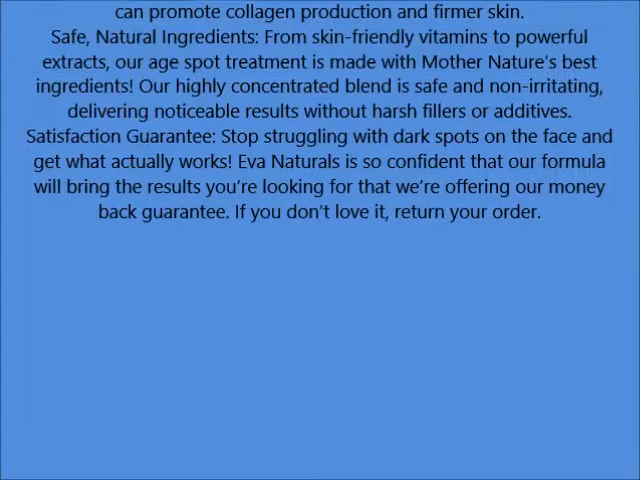 can promote collagen production and firmer skin.
Safe, Natural Ingredients: From skin-friendly vitamins to powerful
extracts, our age spot treatment is made with Mother Nature’s best
ingredients! Our highly concentrated blend is safe and non-irritating,
delivering noticeable results without harsh fillers or additives.
Satisfaction Guarantee: Stop struggling with dark spots on the face and
get what actually works! Eva Naturals is so confident that our formula
will bring the results you’re looking for that we’re offering our money
back guarantee. If you don’t love it, return your order.